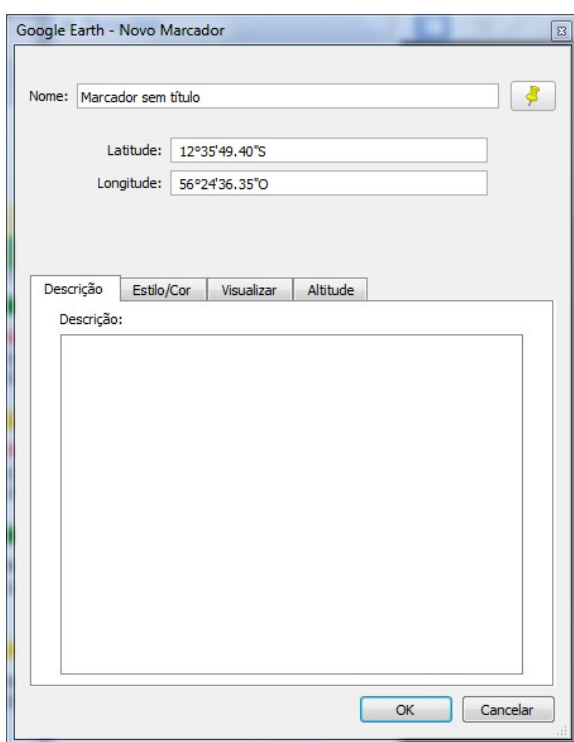 Google Earth - Novo Marcador
Nome: Marcador sem título
Latitude: 12°35'49.40"S
Longitude: 56°24'36.35"O
Descrição Estilo/Cor Visualizar Altitude
Descrição:
OK Cancelar